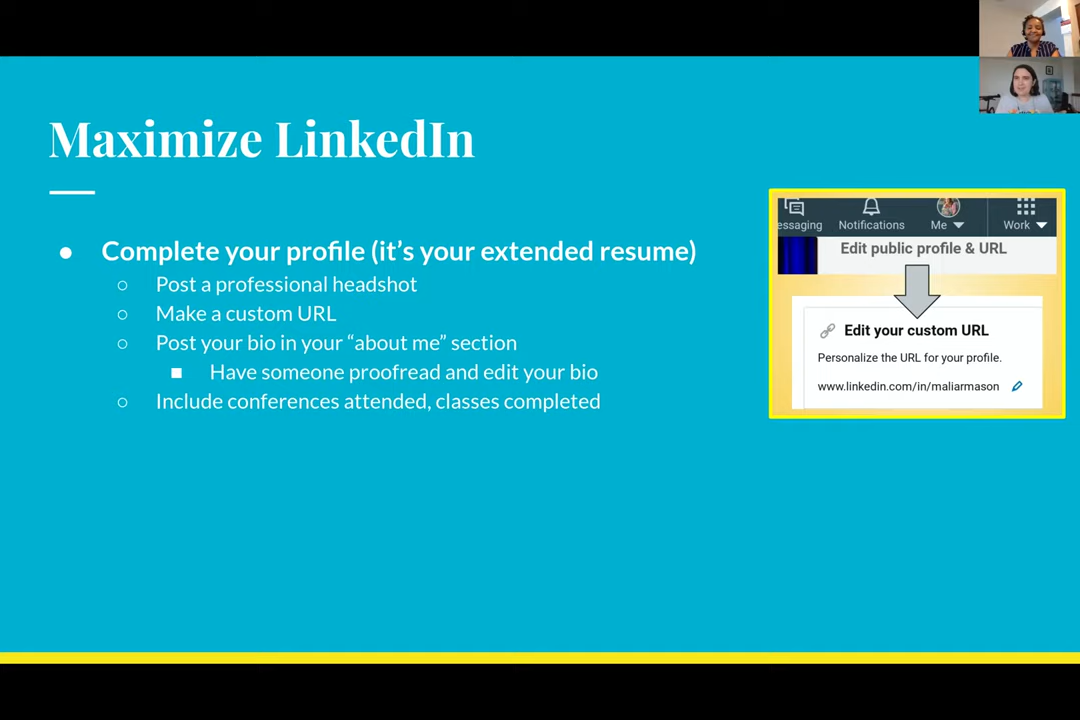 Maximize LinkedIn
● Complete your profile (it’s your extended resume)
○ Post a professional headshot
○ Make a custom URL
○ Post your bio in your “about me” section
■ Have someone proofread and edit your bio
○ Include conferences attended, classes completed
essaging Notifications Me Work
Edit public profile & URL
Edit your custom URL
Personalize the URL for your profile.
www.linkedin.com/in/maliarmason